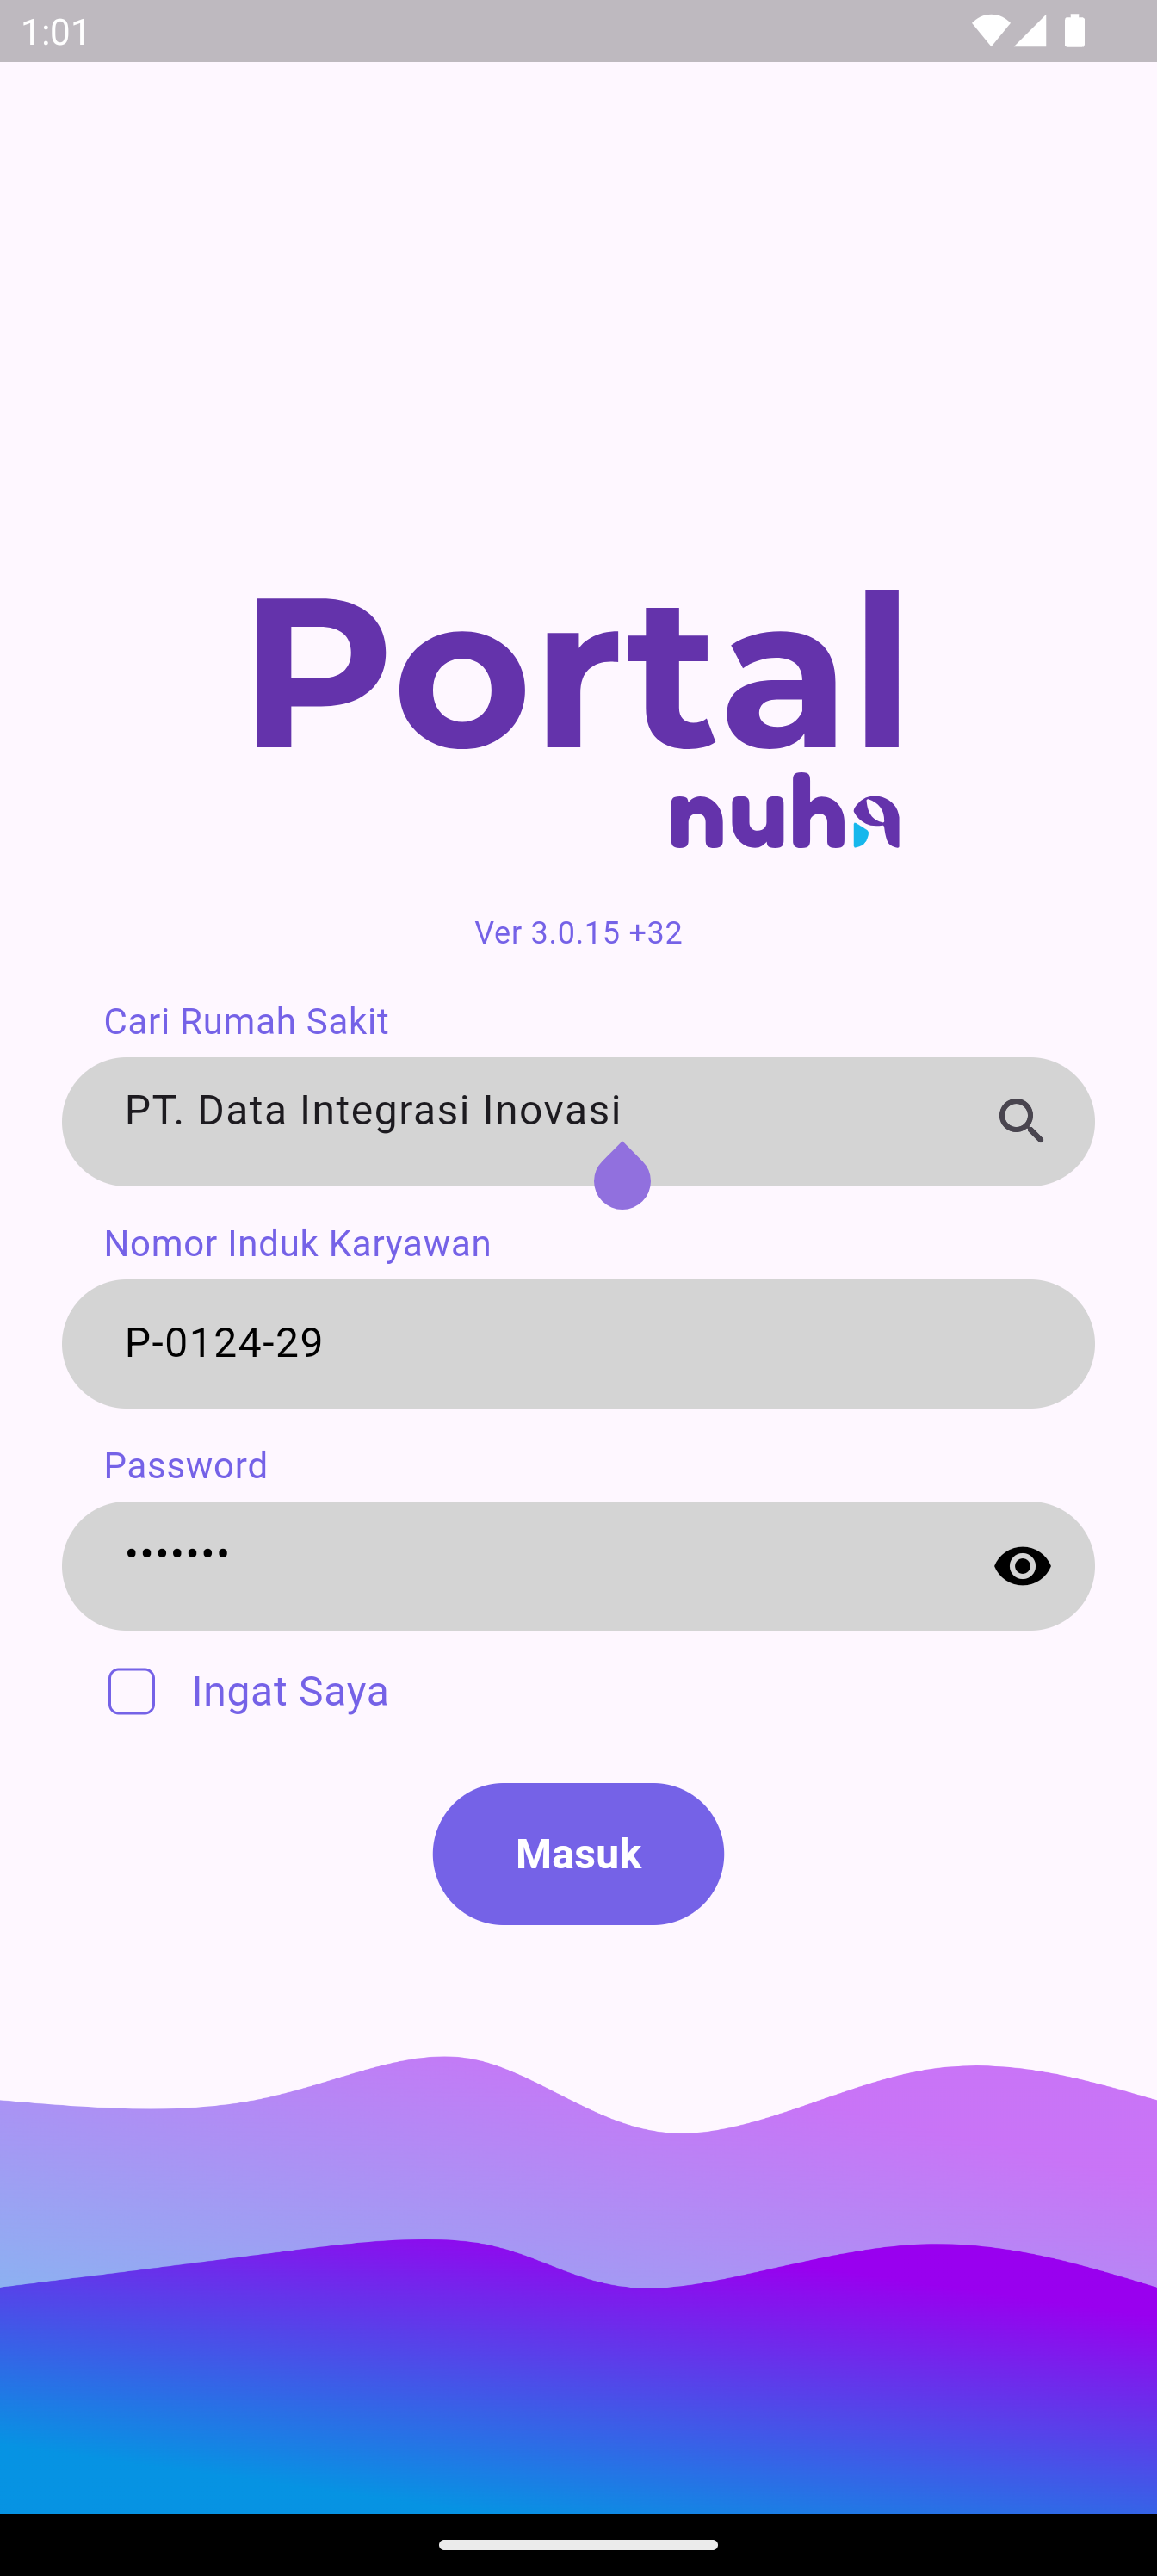 1:01
Portal
nuha
Ver 3.0.15 +32
Cari Rumah Sakit
PT. Data Integrasi Inovasi
Nomor Induk Karyawan
P-0124-29
Password
•••••••
Ingat Saya
Masuk